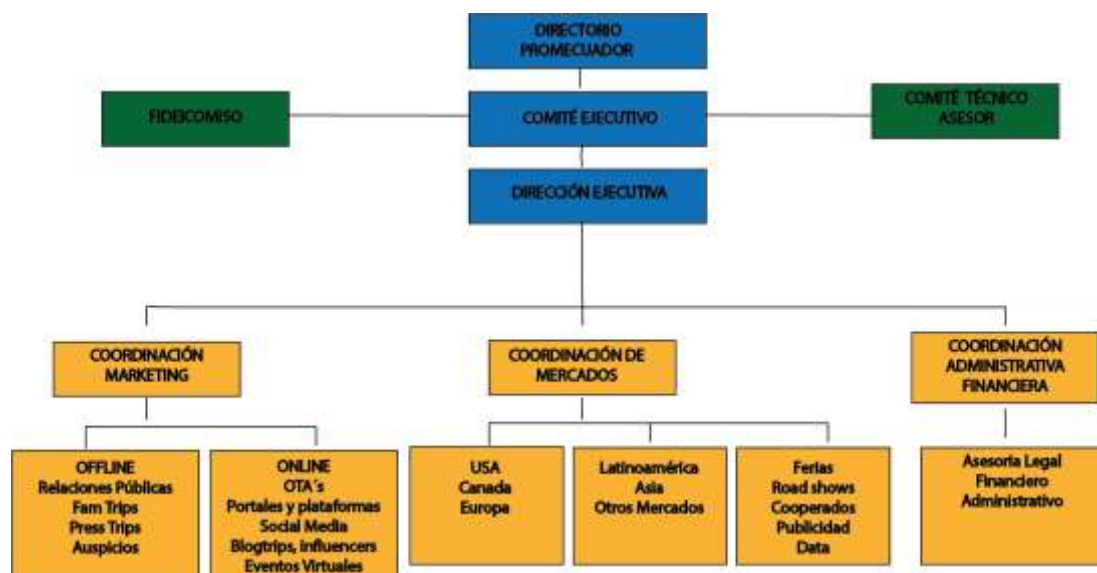 DIRECTORIO
PROMECUADOR
FIDEICOMISO
COMITÉ EJECUTIVO
COMITÉ TÉCNICO
ASESOR
DIRECCIÓN EJECUTIVA
COORDINACIÓN
MARKETING
COORDINACIÓN DE
MERCADOS
COORDINACIÓN
ADMINISTRATIVA
FINANCIERA
OFFLINE
Relaciones Públicas
Fam Trips
Press Trips
Auspicios
ONLINE
OTA´s
Portales y plataformas
Social Media
Blogtrips, influencers
Eventos Virtuales
USA
Canada
Europa
Latinoamérica
Asia
Otros Mercados
Ferias
Road shows
Cooperados
Publicidad
Data
Asesoria Legal
Financiero
Administrativo